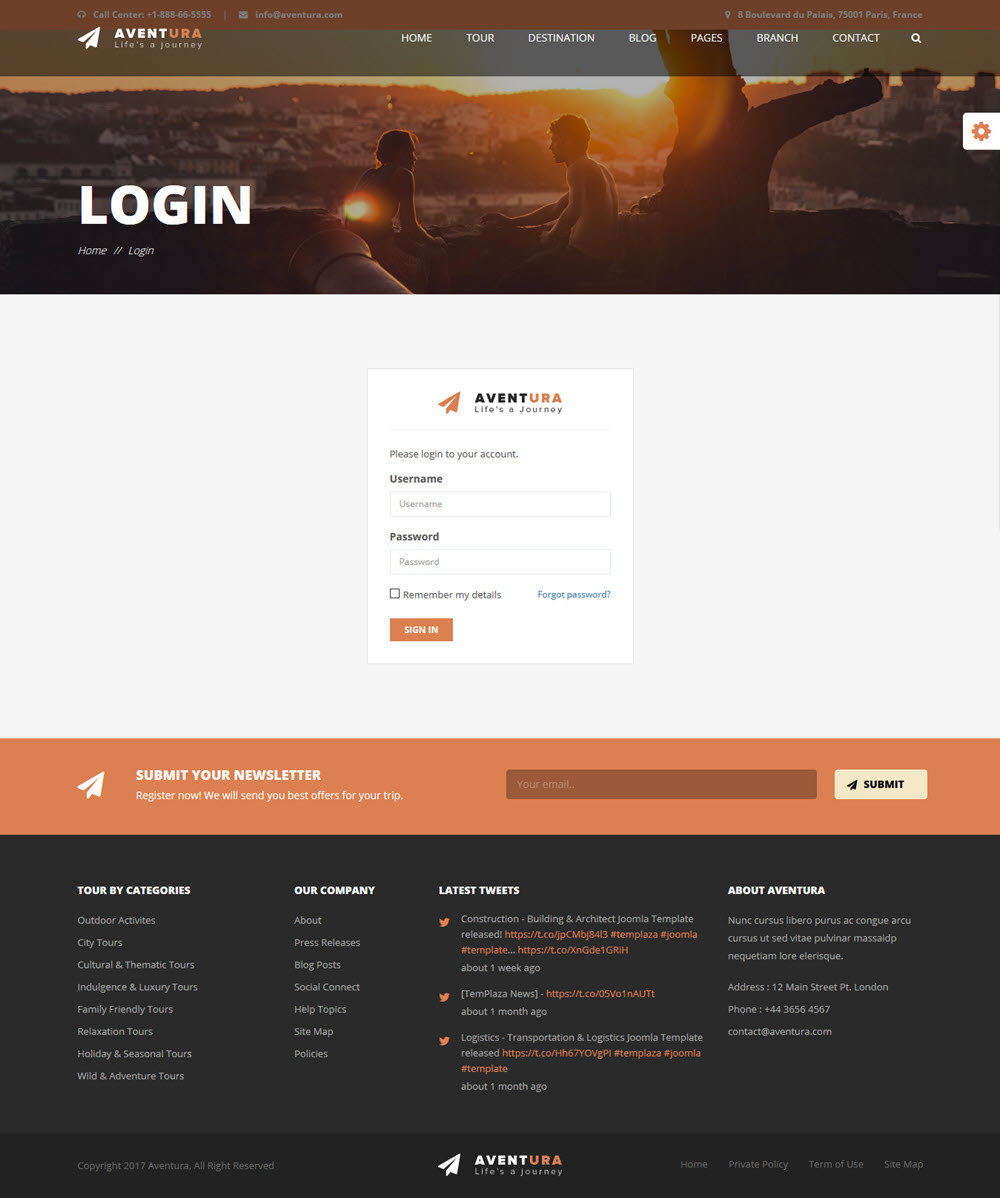 Call Center: +1-888-66-5555 | info@aventura.com
8 Boulevard du Palais, 75001 Paris, France
AVENTURA
Life's a Journey
HOME TOUR DESTINATION BLOG PAGES BRANCH CONTACT
LOGIN
Home // Login
AVENTURA
Life's a Journey
Please login to your account.
Username
Username
Password
Password
Remember my details
Forgot password?
SIGN IN
SUBMIT YOUR NEWSLETTER
Register now! We will send you best offers for your trip.
Your email..
SUBMIT
TOUR BY CATEGORIES
Outdoor Activites
City Tours
Cultural & Thematic Tours
Indulgence & Luxury Tours
Family Friendly Tours
Relaxation Tours
Holiday & Seasonal Tours
Wild & Adventure Tours
OUR COMPANY
About
Press Releases
Blog Posts
Social Connect
Help Topics
Site Map
Policies
LATEST TWEETS
Construction - Building & Architect Joomla Template
released! https://t.co/jpCMbj84l3 #templaza #joomla
#template... https://t.co/XnGde1GRIH
about 1 week ago
[TemPlaza News] - https://t.co/05Vo1nAUTt
about 1 month ago
Logistics - Transportation & Logistics Joomla Template
released https://t.co/Hh67YOVgPI #templaza #joomla
#template
about 1 month ago
ABOUT AVENTURA
Nunc cursus libero purus ac congue arcu
cursus ut sed vitae pulvinar massaidp
nequetiam lore elerisque.
Address : 12 Main Street Pt. London
Phone : +44 3656 4567
contact@aventura.com
Copyright 2017 Aventura, All Right Reserved
AVENTURA
Life's a Journey
Home Private Policy Term of Use Site Map